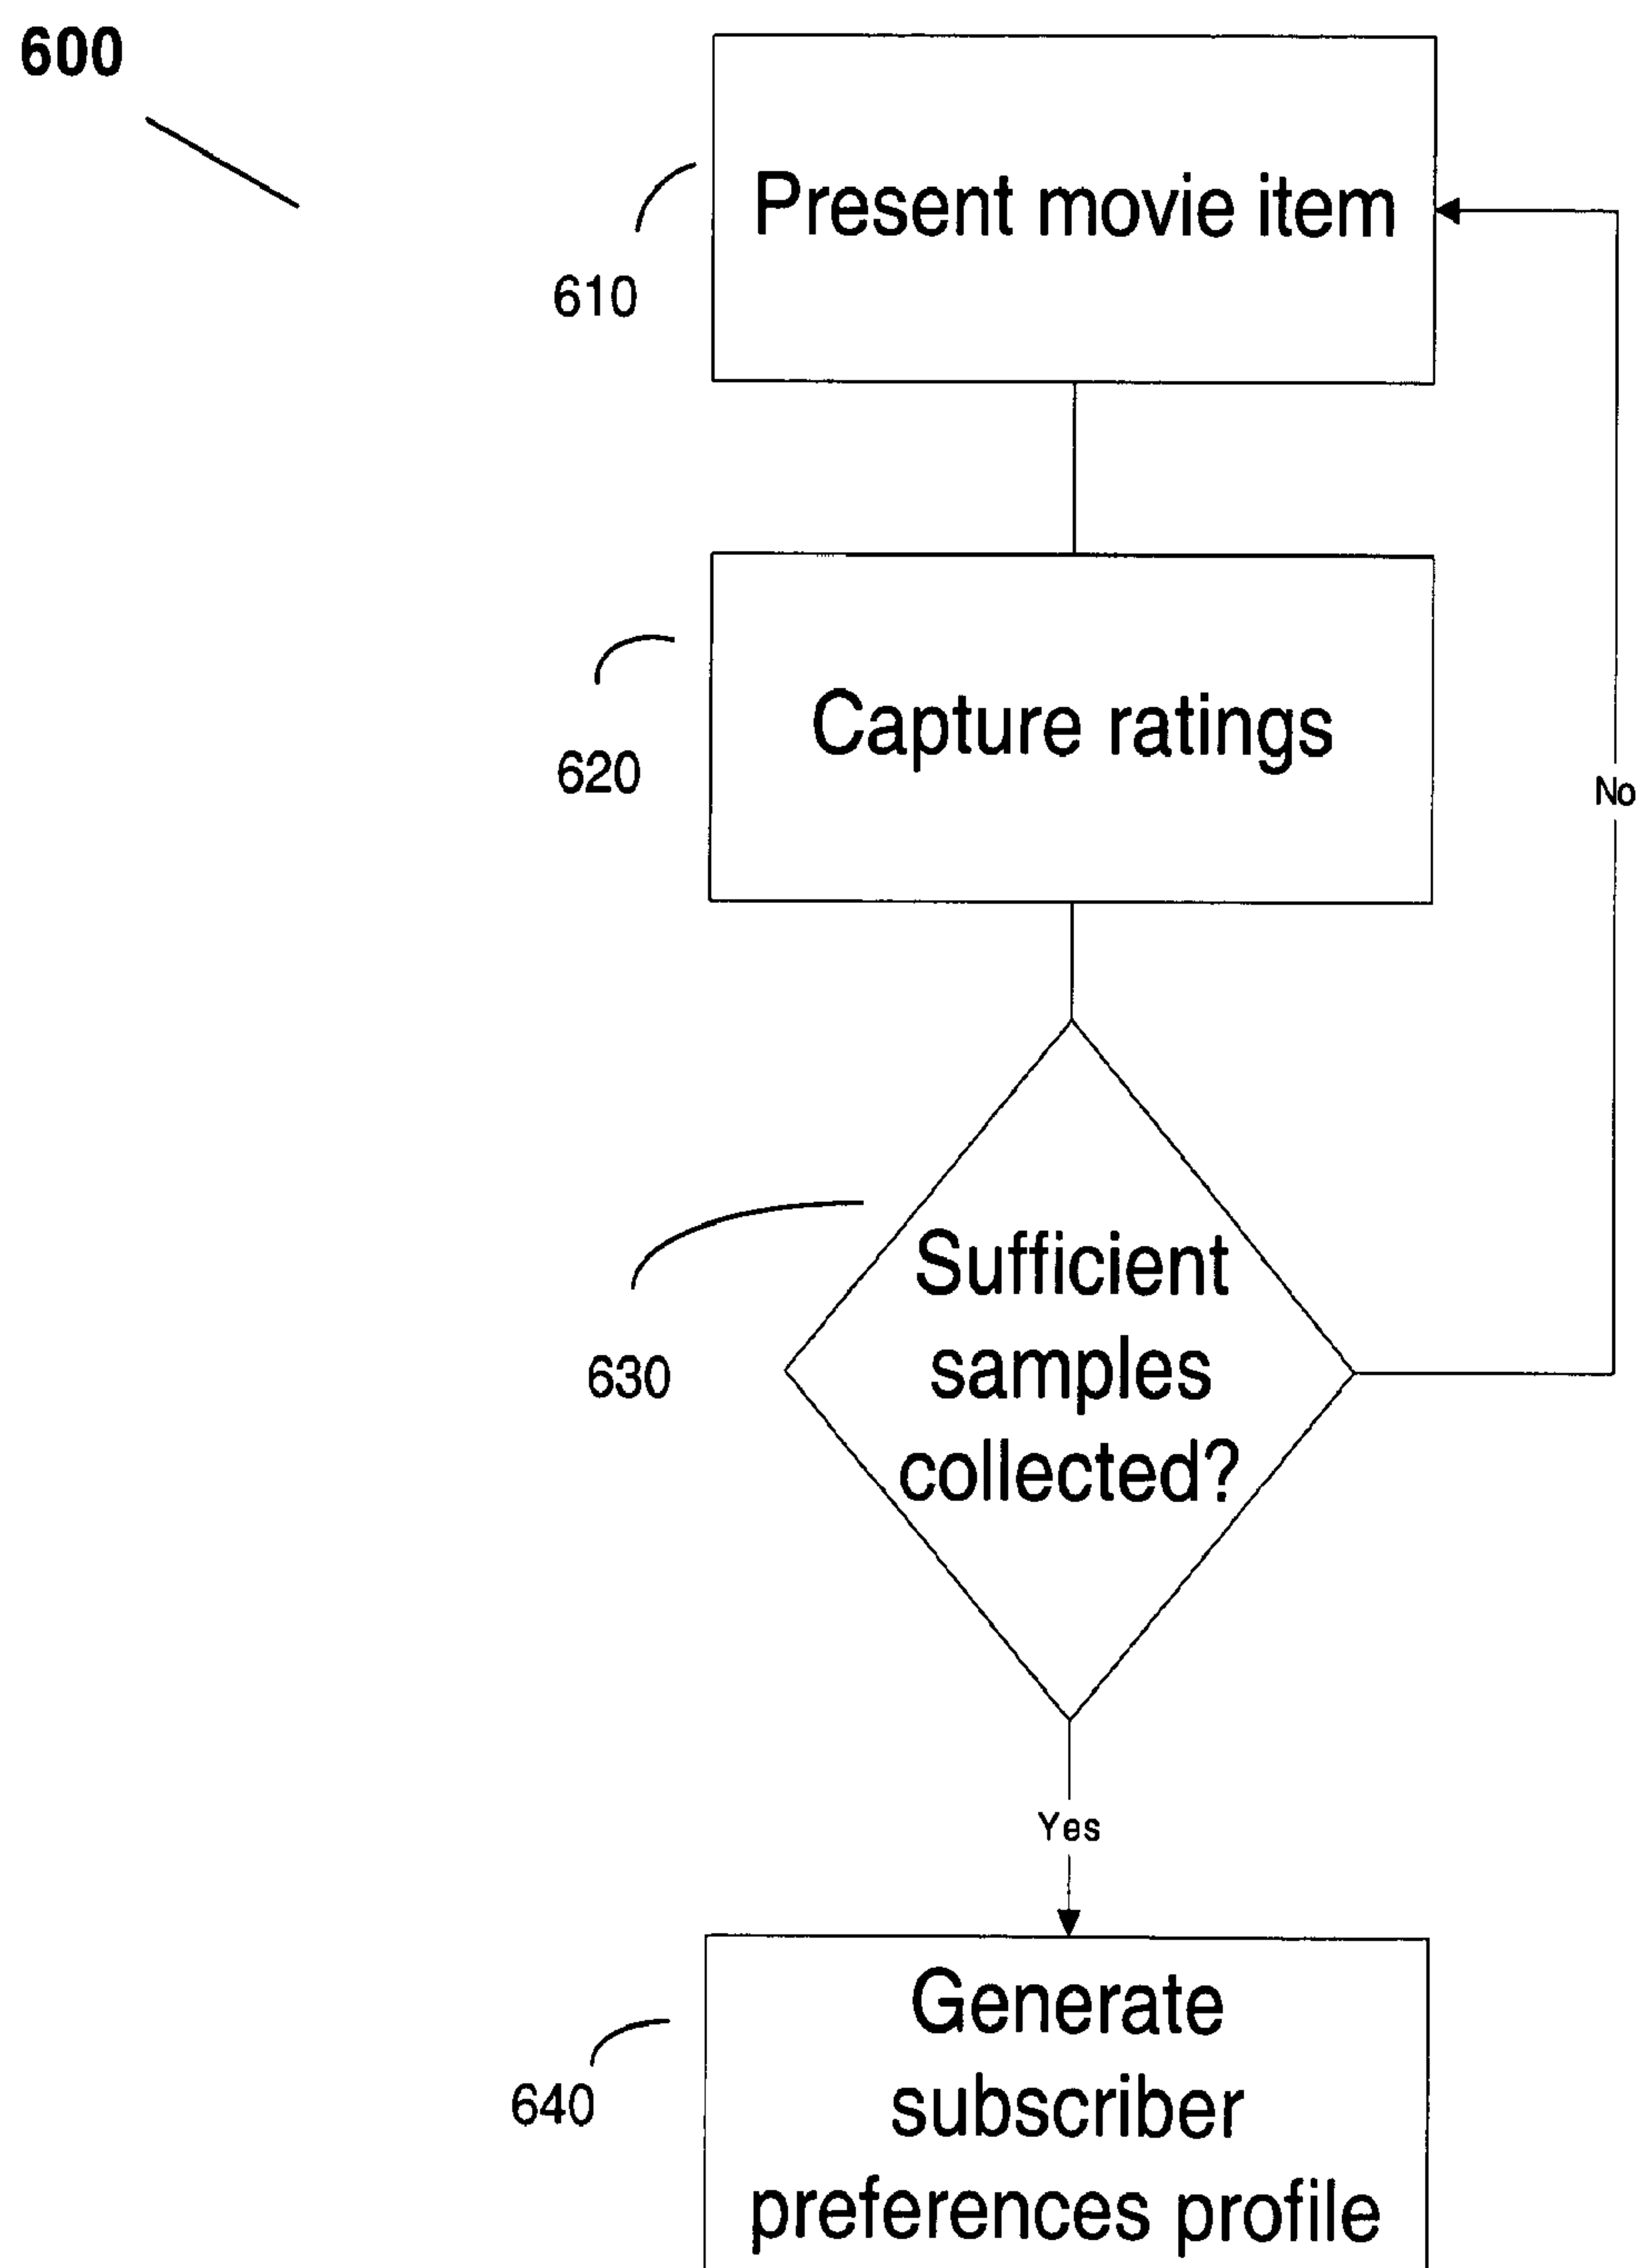 600
Present movie item
610
Capture ratings
620
No
Sufficient
samples
collected?
630
Yes
Generate
subscriber
preferences profile
640